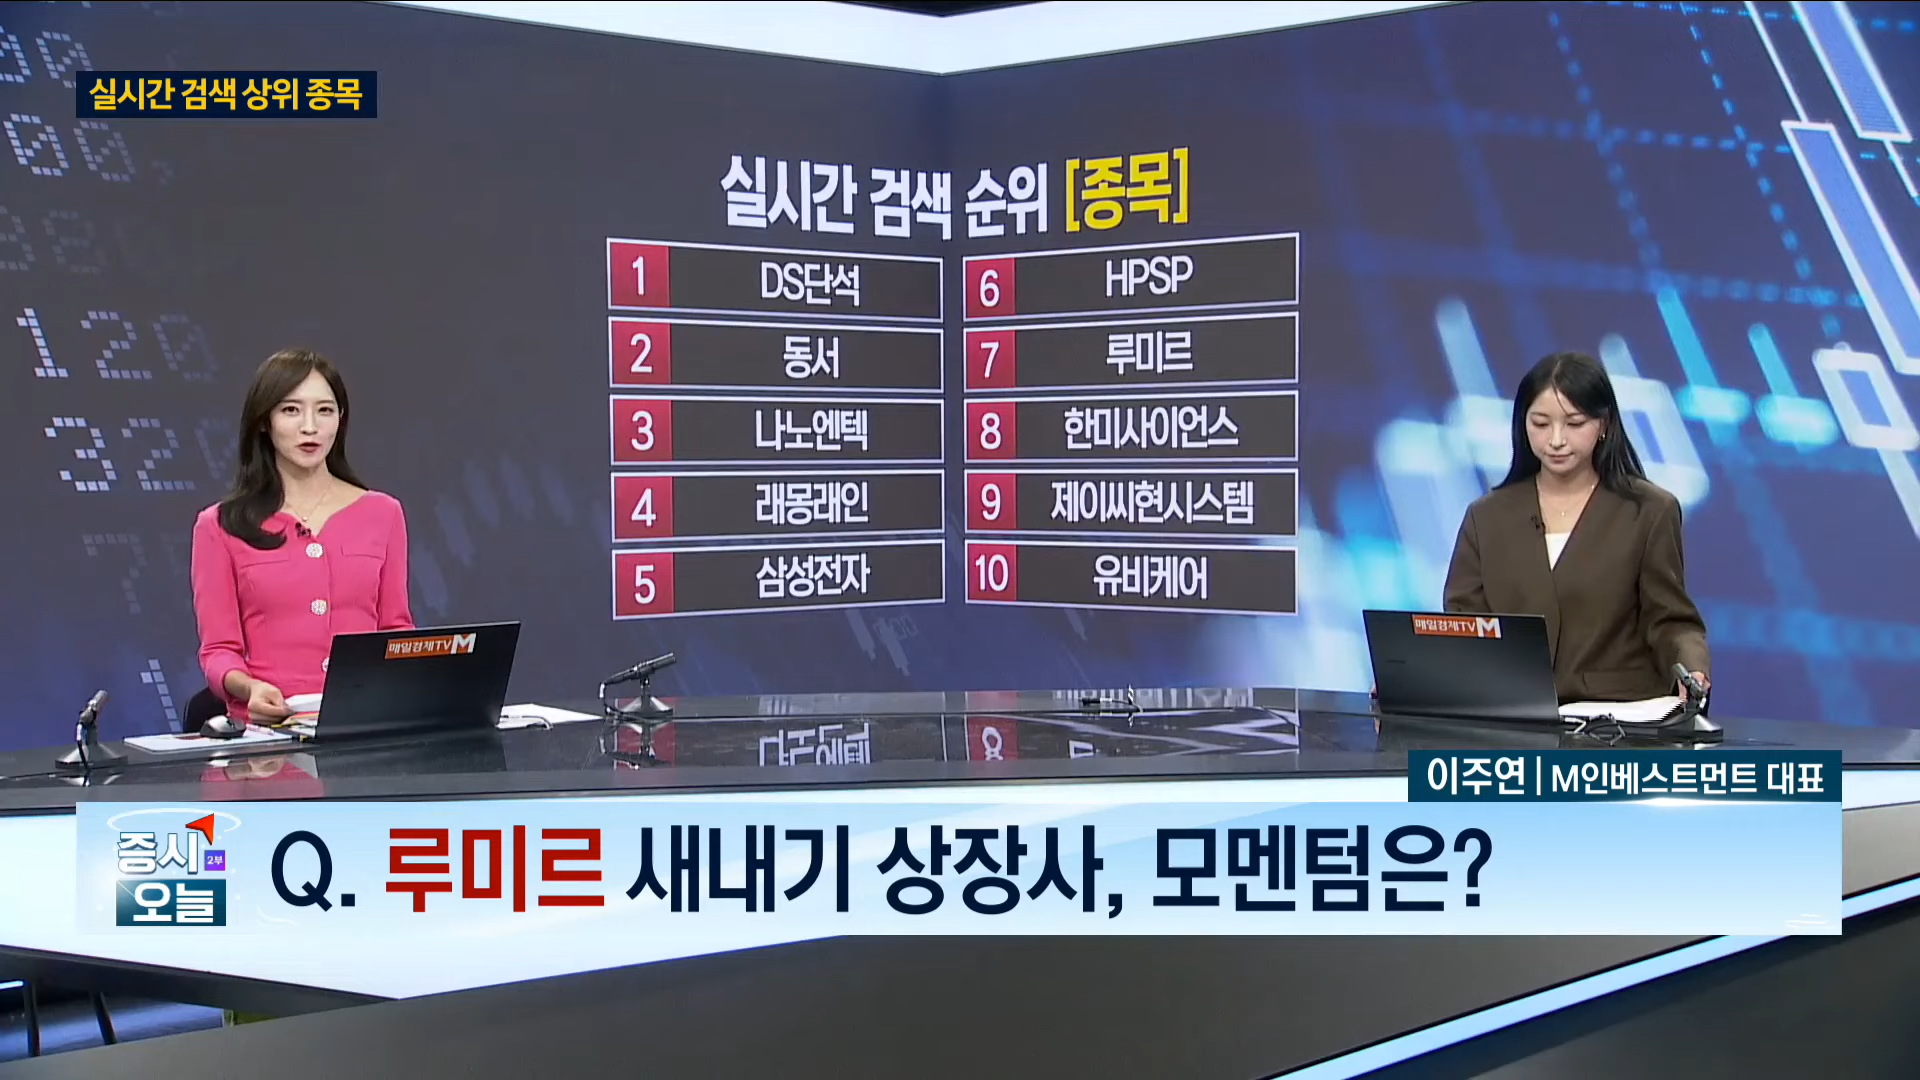 실시간 검색 상위 종목
실시간 검색 순위 [종목]
1 DS단석
2 동서
3 나노엔텍
4 래몽래인
5 삼성전자
6 HPSP
7 루미르
8 한미사이언스
9 제이씨현시스템
10 유비케어
120
매일경제TV M
매일경제TV M
이주연 | M인베스트먼트 대표
증시 2부
오늘
Q. 루미르 새내기 상장사, 모멘텀은?